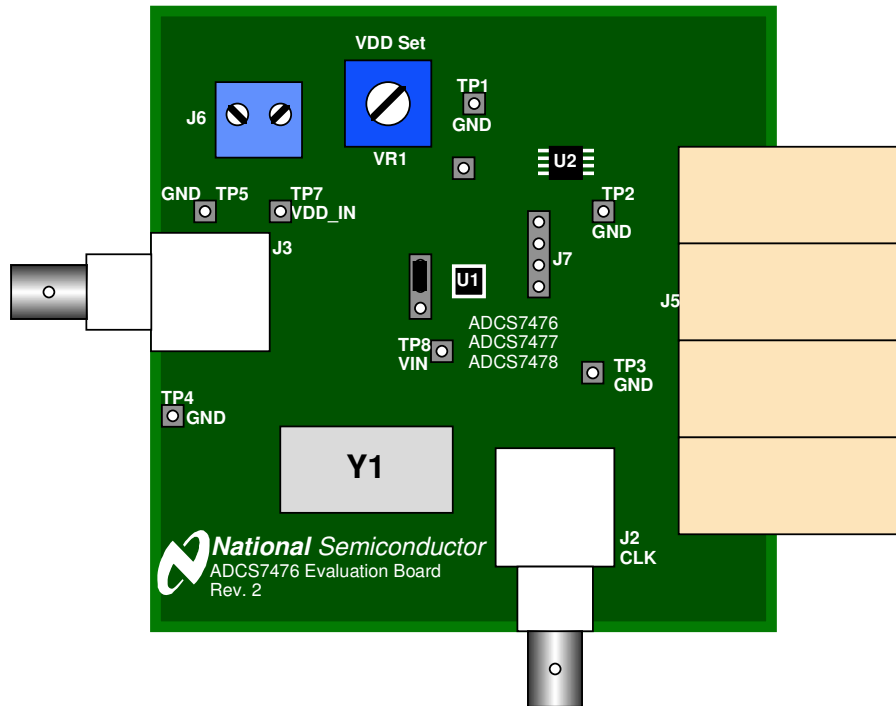 VDD Set
J6
TP1
GND
VR1
U2
GND TP5
TP7
VDD_IN
TP2
GND
J3
J7
U1
J5
ADCS7476
ADCS7477
ADCS7478
TP8
VIN
TP3
GND
TP4
GND
Y1
National Semiconductor
ADCS7476 Evaluation Board
Rev. 2
J2
CLK